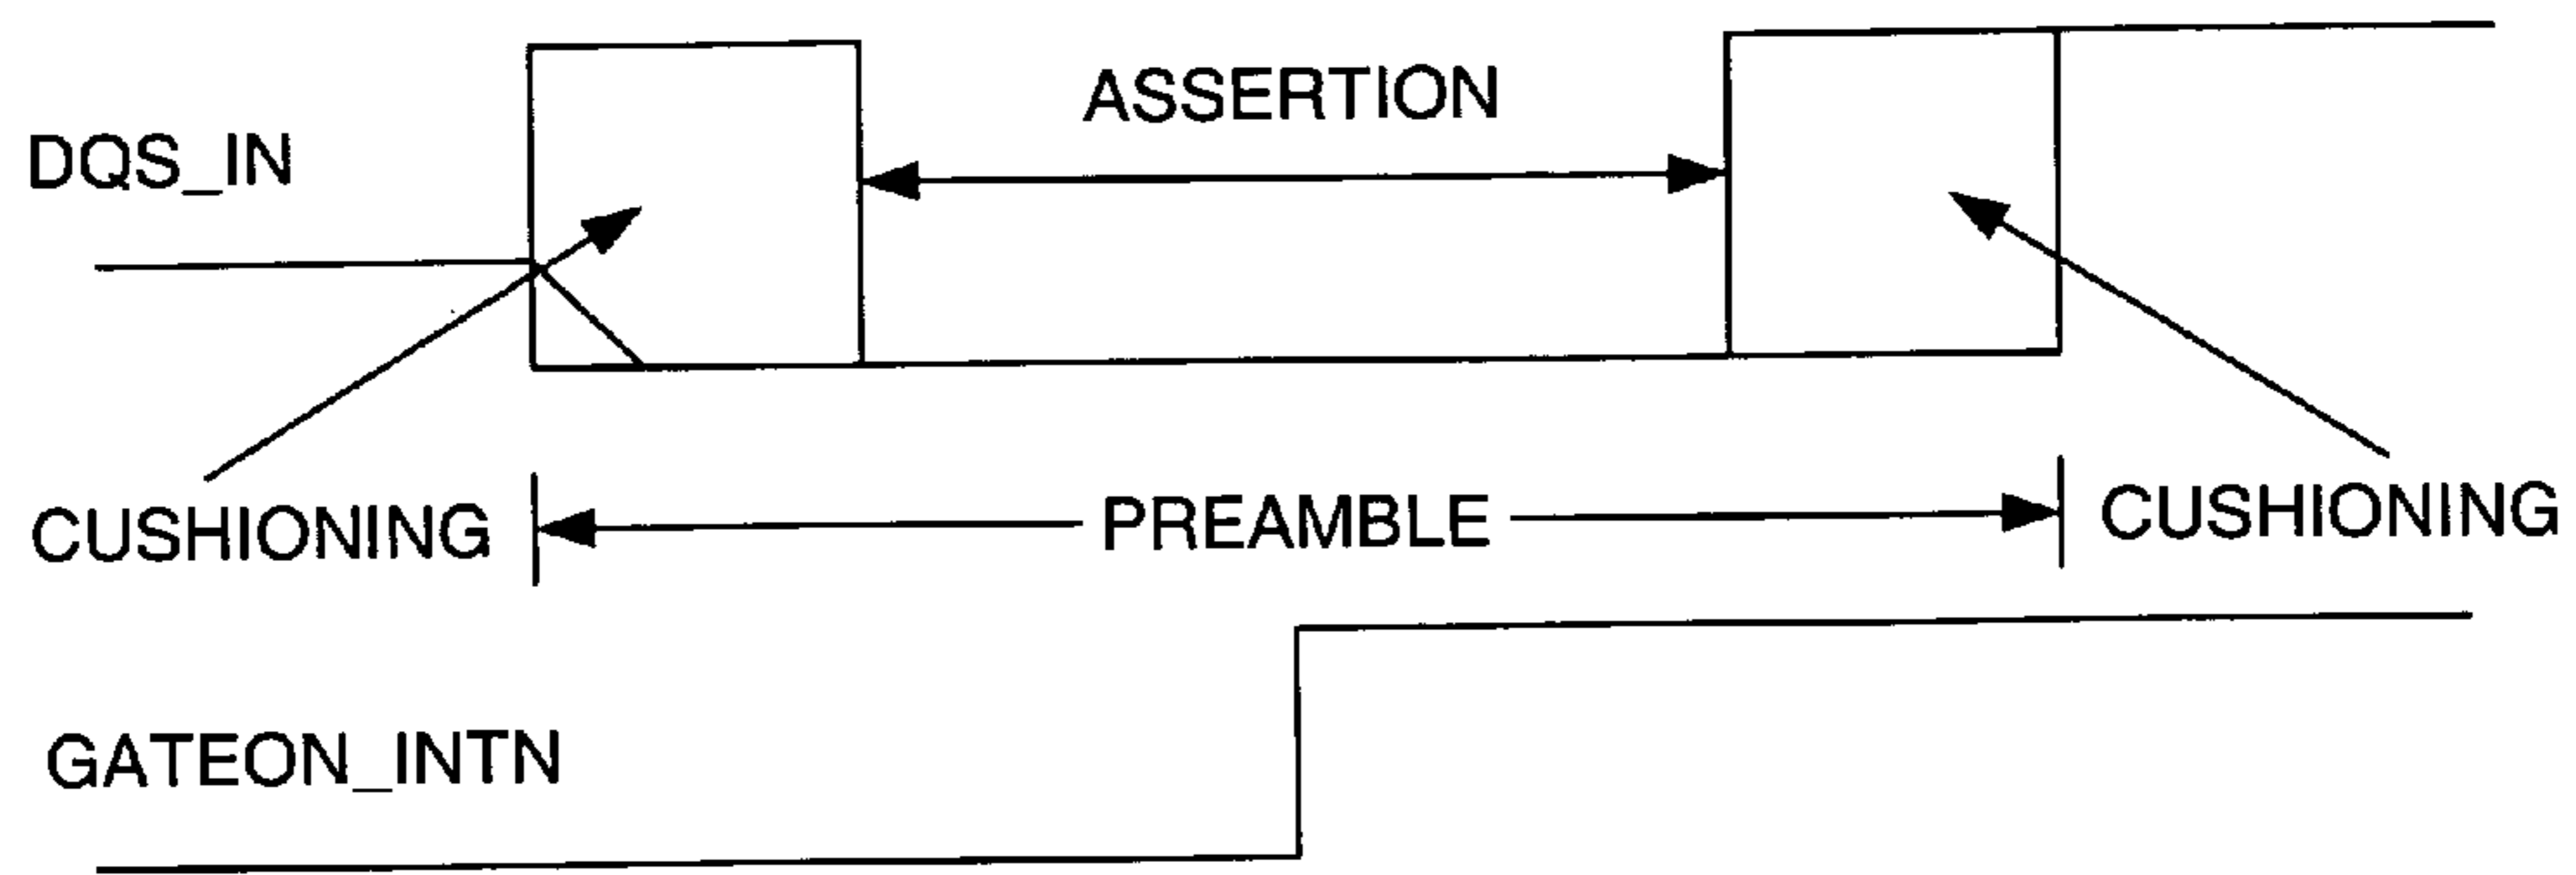 ASSERTION
DQS_IN
CUSHIONING
PREAMBLE
CUSHIONING
GATEON_INTN